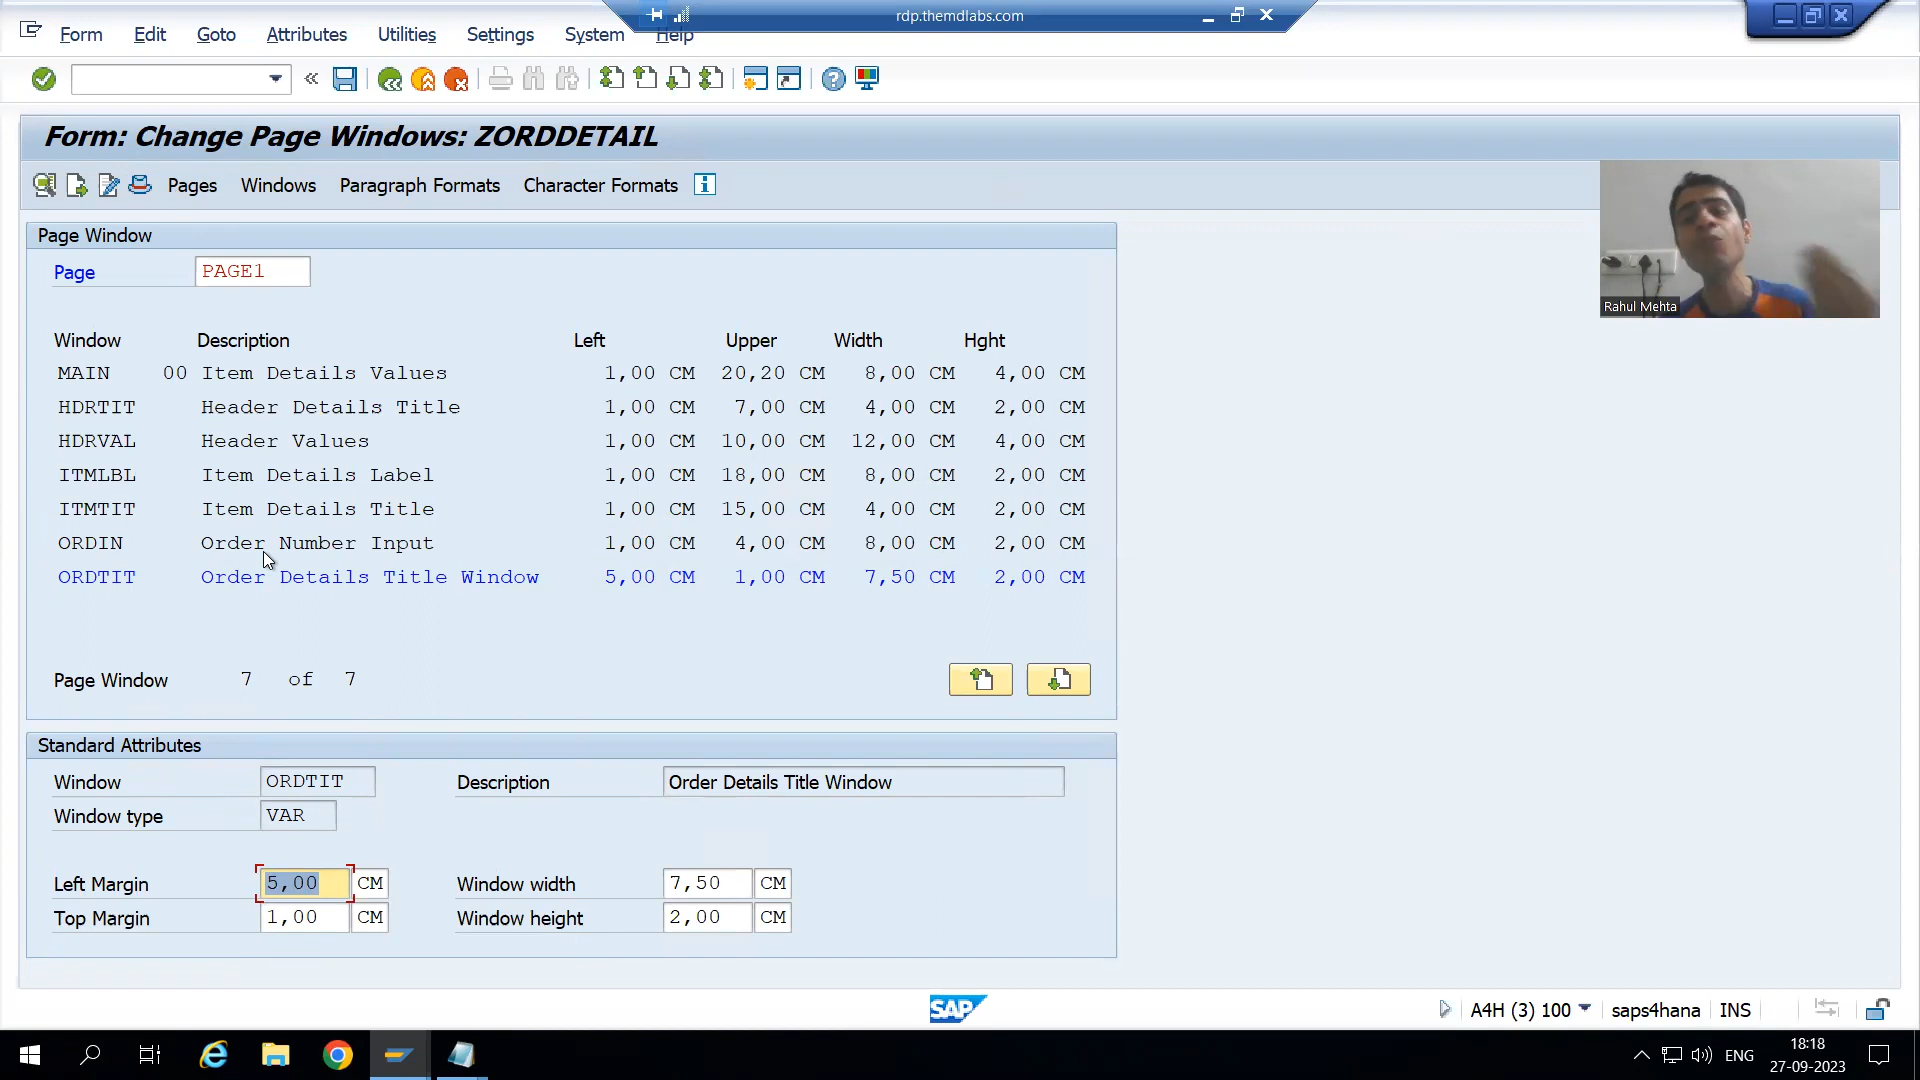 rdp.themdlabs.com
Form Edit Goto Attributes Utilities Settings System Help
Form: Change Page Windows: ZORDDETAIL
Pages Windows Paragraph Formats Character Formats
Rahul Mehta
Page Window
Page PAGE1
Window Description Left Upper Width Hght
MAIN 00 Item Details Values 1,00 CM 20,20 CM 8,00 CM 4,00 CM
HDRTIT Header Details Title 1,00 CM 7,00 CM 4,00 CM 2,00 CM
HDRVAL Header Values 1,00 CM 10,00 CM 12,00 CM 4,00 CM
ITMLBL Item Details Label 1,00 CM 18,00 CM 8,00 CM 2,00 CM
ITMTIT Item Details Title 1,00 CM 15,00 CM 4,00 CM 2,00 CM
ORDIN Order Number Input 1,00 CM 4,00 CM 8,00 CM 2,00 CM
ORDTIT Order Details Title Window 5,00 CM 1,00 CM 7,50 CM 2,00 CM
Page Window 7 of 7
Standard Attributes
Window ORDTIT Description Order Details Title Window
Window type VAR
Left Margin 5,00 CM Window width 7,50 CM
Top Margin 1,00 CM Window height 2,00 CM
SAP A4H (3) 100 saps4hana INS
ENG
18:18
27-09-2023